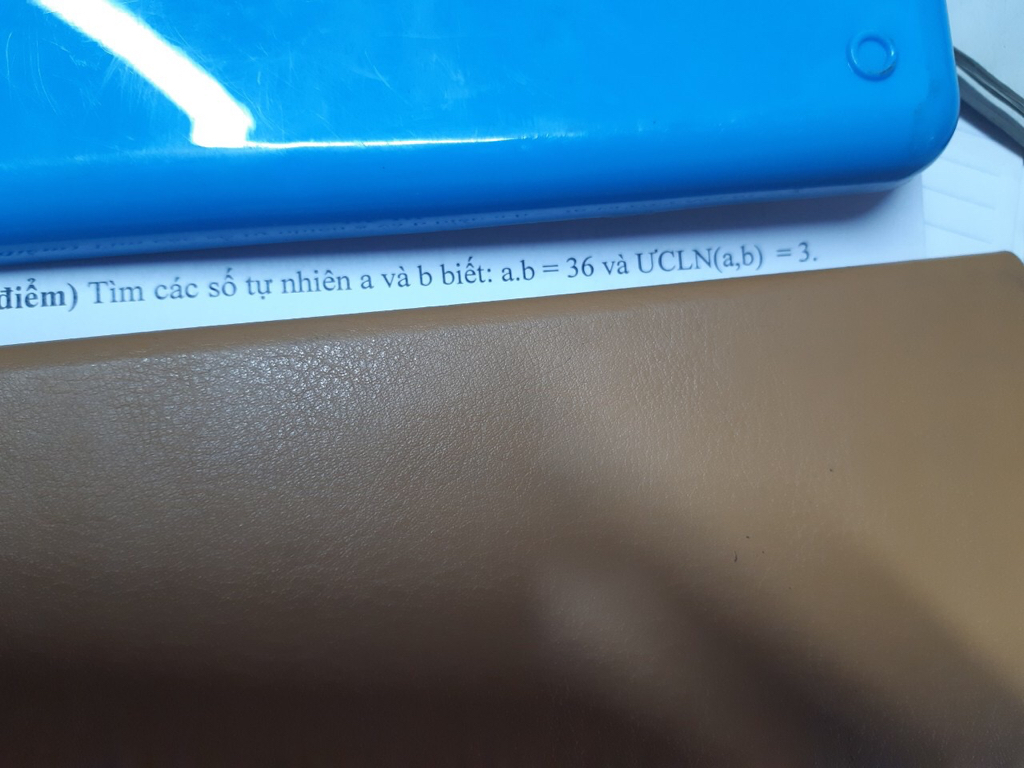 điểm) Tìm các số tự nhiên a và b biết: a.b = 36 và ƯCLN(a,b) = 3.